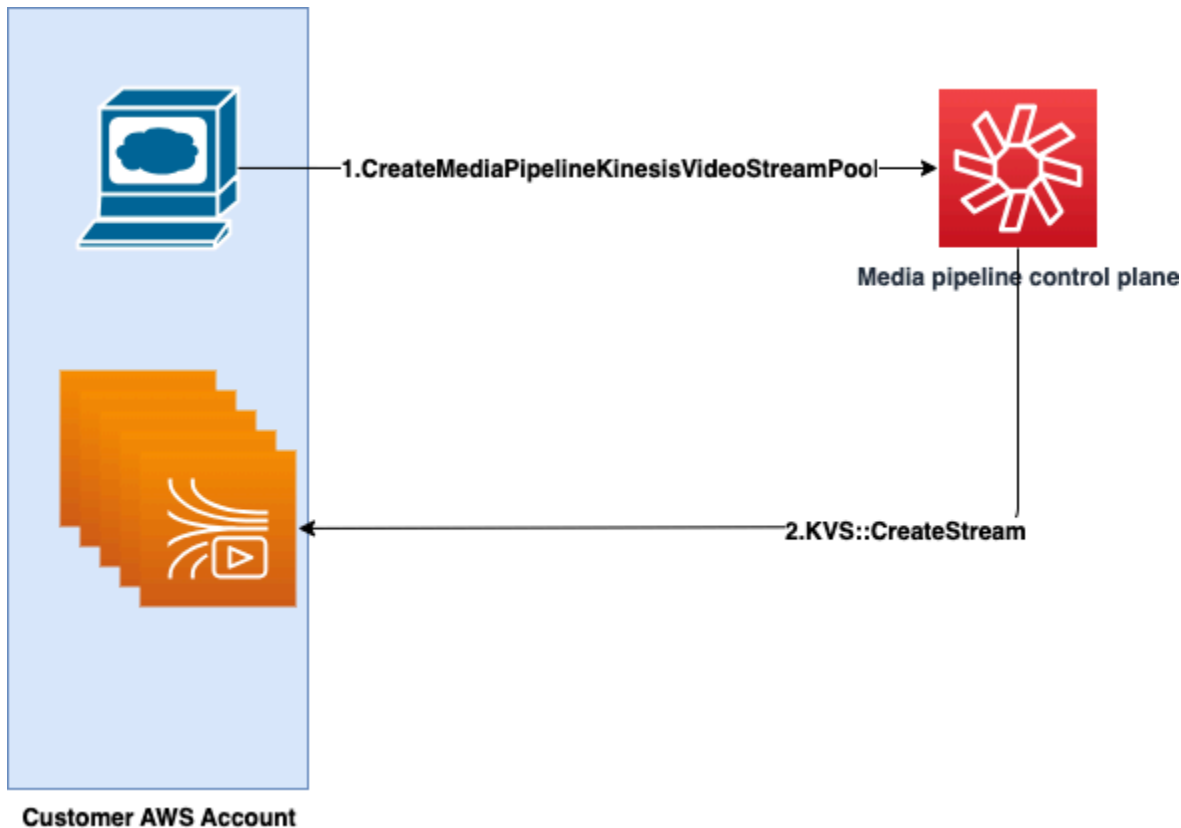 1.CreateMediaPipelineKinesisVideoStreamPool
Media pipeline control plane
2.KVS::CreateStream
Customer AWS Account